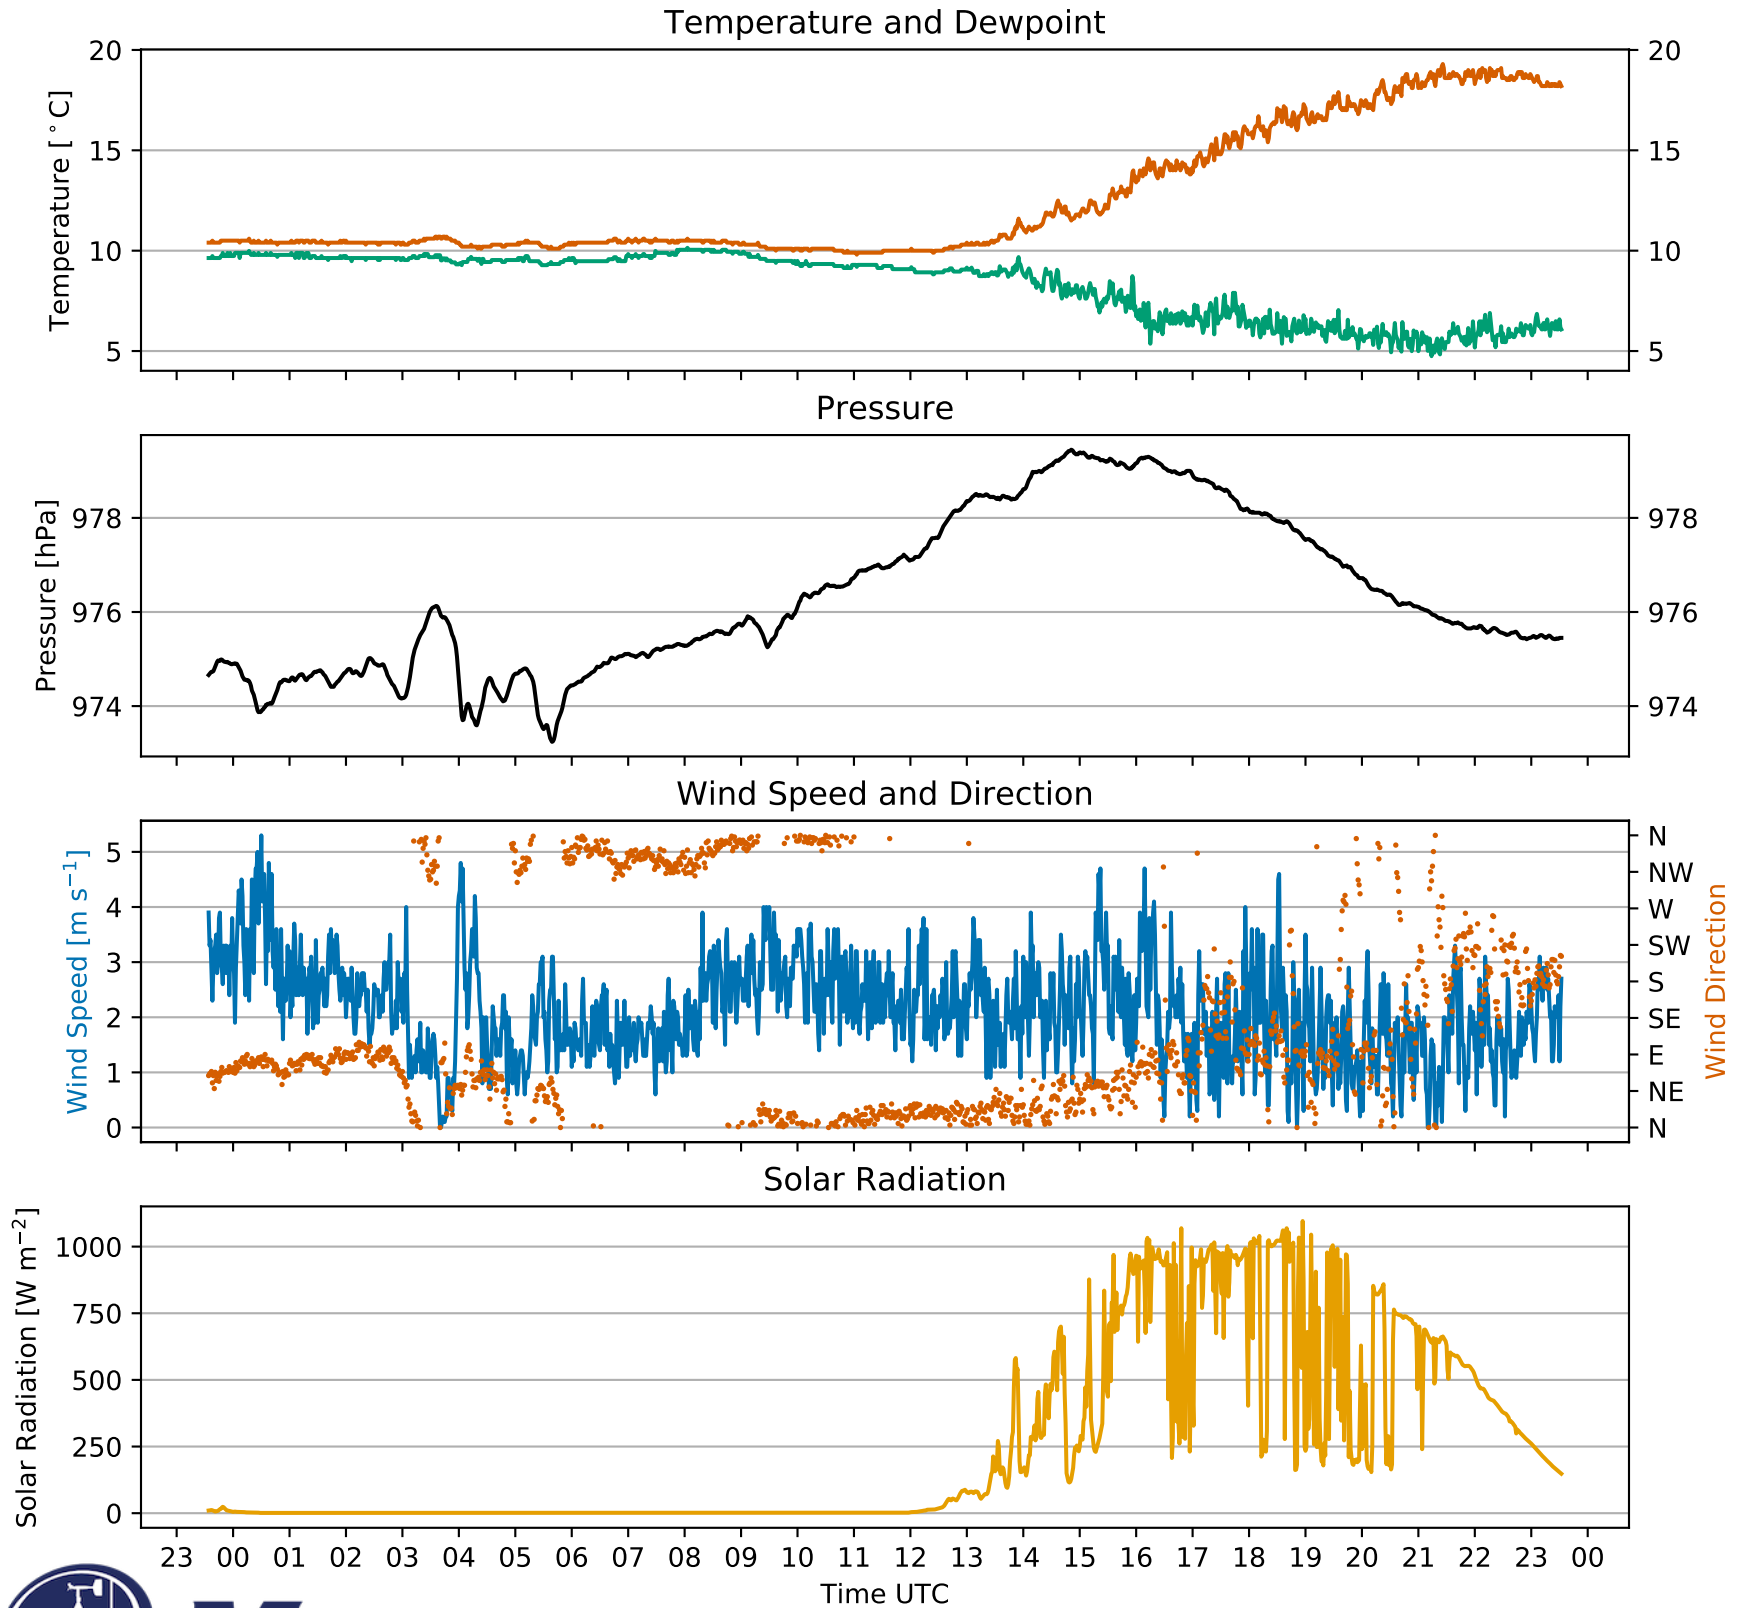 Temperature and Dewpoint
Temperature [°C]
20 20
15 15
10 10
5 5
Pressure
Pressure [hPa]
978 978
976 976
974 974
Wind Speed and Direction
Wind Speed [m s⁻¹]
Wind Direction
5 4 3 2 1 0
N
NW
W
SW
S
SE
E
NE
N
Solar Radiation
Solar Radiation [W m⁻²]
1000
750
500
250
0
23 00 01 02 03 04 05 06 07 08 09 10 11 12 13 14 15 16 17 18 19 20 21 22 23 00
Time UTC